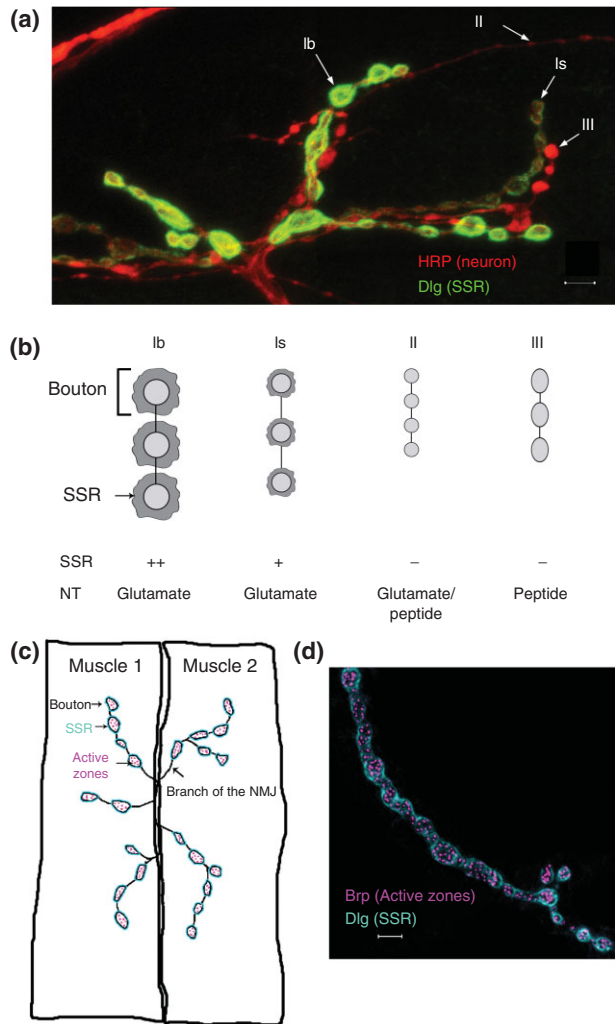 (a)
Ib
II
Is
III
HRP (neuron)
Dlg (SSR)
(b)
Ib Is II III
Bouton
SSR
SSR ++ + – –
NT Glutamate Glutamate Glutamate/ Peptide
peptide
(c)
Muscle 1 Muscle 2
Bouton
SSR
Active
zones
Branch of the NMJ
(d)
Brp (Active zones)
Dlg (SSR)